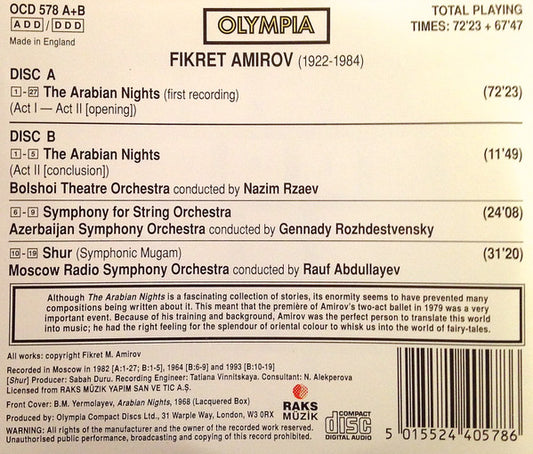 OCD 578 A+B
ADD / DDD
Made in England
OLYMPIA
TOTAL PLAYING
TIMES: 72'23 + 67'47
FIKRET AMIROV (1922-1984)
DISC A
1-27 The Arabian Nights (first recording) (72'23)
(Act I — Act II [opening])
DISC B
1-5 The Arabian Nights (11'49)
(Act II [conclusion])
Bolshoi Theatre Orchestra conducted by Nazim Rzaev
6-9 Symphony for String Orchestra (24'08)
Azerbaijan Symphony Orchestra conducted by Gennady Rozhdestvensky
10-19 Shur (Symphonic Mugam) (31'20)
Moscow Radio Symphony Orchestra conducted by Rauf Abdullayev
Although The Arabian Nights is a fascinating collection of stories, its enormity seems to have prevented many
compositions being written about it. This meant that the première of Amirov's two-act ballet in 1979 was a very
important event. Because of his training and background, Amirov was the perfect person to translate this world
into music; he had the right feeling for the splendour of oriental colour to whisk us into the world of fairy-tales.
All works: copyright Fikret M. Amirov
Recorded in Moscow in 1982 [A:1-27; B:1-5], 1964 [B:6-9] and 1993 [B:10-19]
[Shur] Producer: Sabah Duru. Recording Engineer: Tatiana Vinnitskaya. Consultant: N. Alekperova
Licensed from RAKS MÜZIK YAPIM SAN VE TIC A.Ş.
Front Cover: B.M. Yermolayev, Arabian Nights, 1968 (Lacquered Box)
Produced by: Olympia Compact Discs Ltd., 31 Warple Way, London, W3 0RX
WARNING: All rights of the manufacturer and the owner of the recorded work reserved.
Unauthorised public performance, broadcasting and copying of this record prohibited.
RAKS
MÜZİK
COMPACT
disc
DIGITAL AUDIO
5 015524 405786